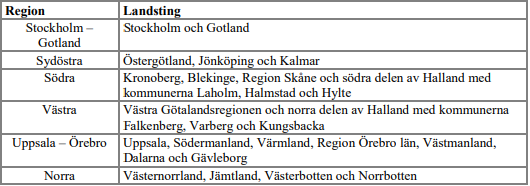 Region Landsting
Stockholm – Stockholm och Gotland
Gotland
Sydöstra Östergötland, Jönköping och Kalmar
Södra Kronoberg, Blekinge, Region Skåne och södra delen av Halland med
kommunerna Laholm, Halmstad och Hylte
Västra Västra Götalandsregionen och norra delen av Halland med kommunerna
Falkenberg, Varberg och Kungsbacka
Uppsala – Örebro Uppsala, Södermanland, Värmland, Region Örebro län, Västmanland,
Dalarna och Gävleborg
Norra Västernorrland, Jämtland, Västerbotten och Norrbotten